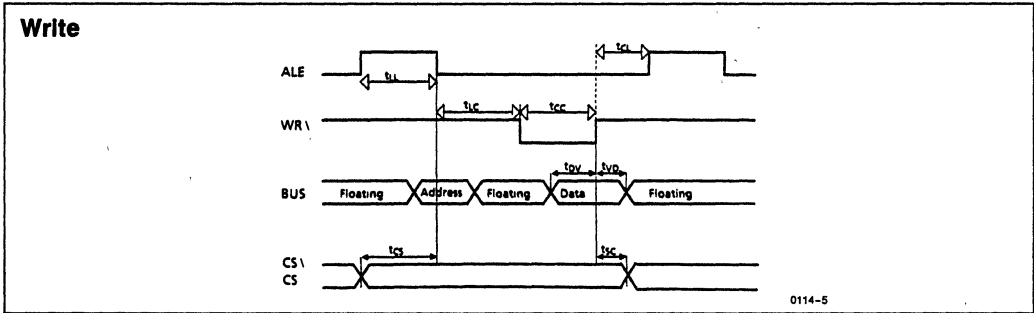 Write
tCL
ALE
tLL
tLC tCC
WR \
tDV tVD
BUS Floating Address Floating Data Floating
tCS tSC
CS \
CS
0114-5